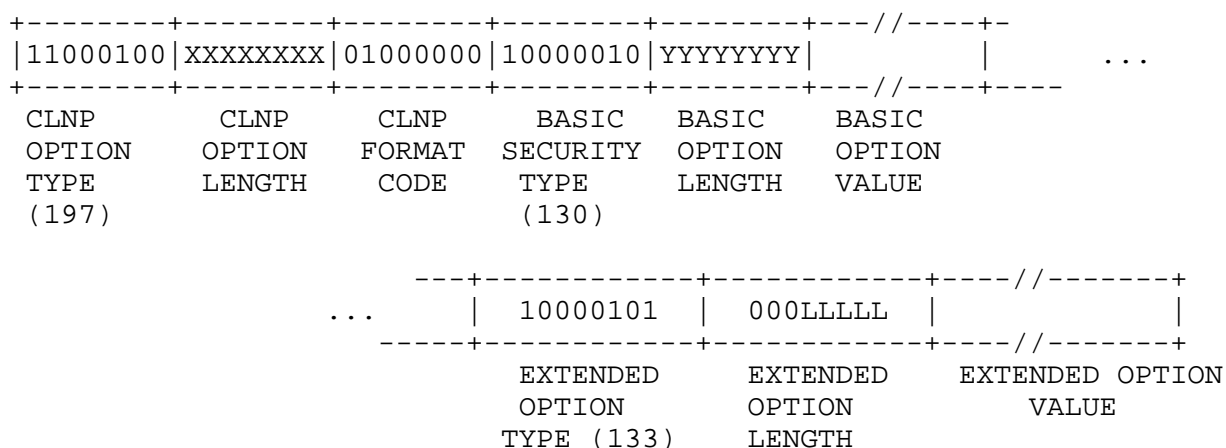 +--------+--------+--------+--------+--------+---//----+-
|11000100|XXXXXXXX|01000000|10000010|YYYYYYYY|         |      ...
+--------+--------+--------+--------+--------+---//----+----
CLNP CLNP CLNP BASIC BASIC BASIC
OPTION OPTION FORMAT SECURITY OPTION OPTION
TYPE LENGTH CODE TYPE LENGTH VALUE
(197) (130)
---+------------+------------+----//-------+
... | 10000101 | 000LLLLL | |
-----+------------+------------+----//-------+
EXTENDED EXTENDED EXTENDED OPTION
OPTION OPTION VALUE
TYPE (133) LENGTH